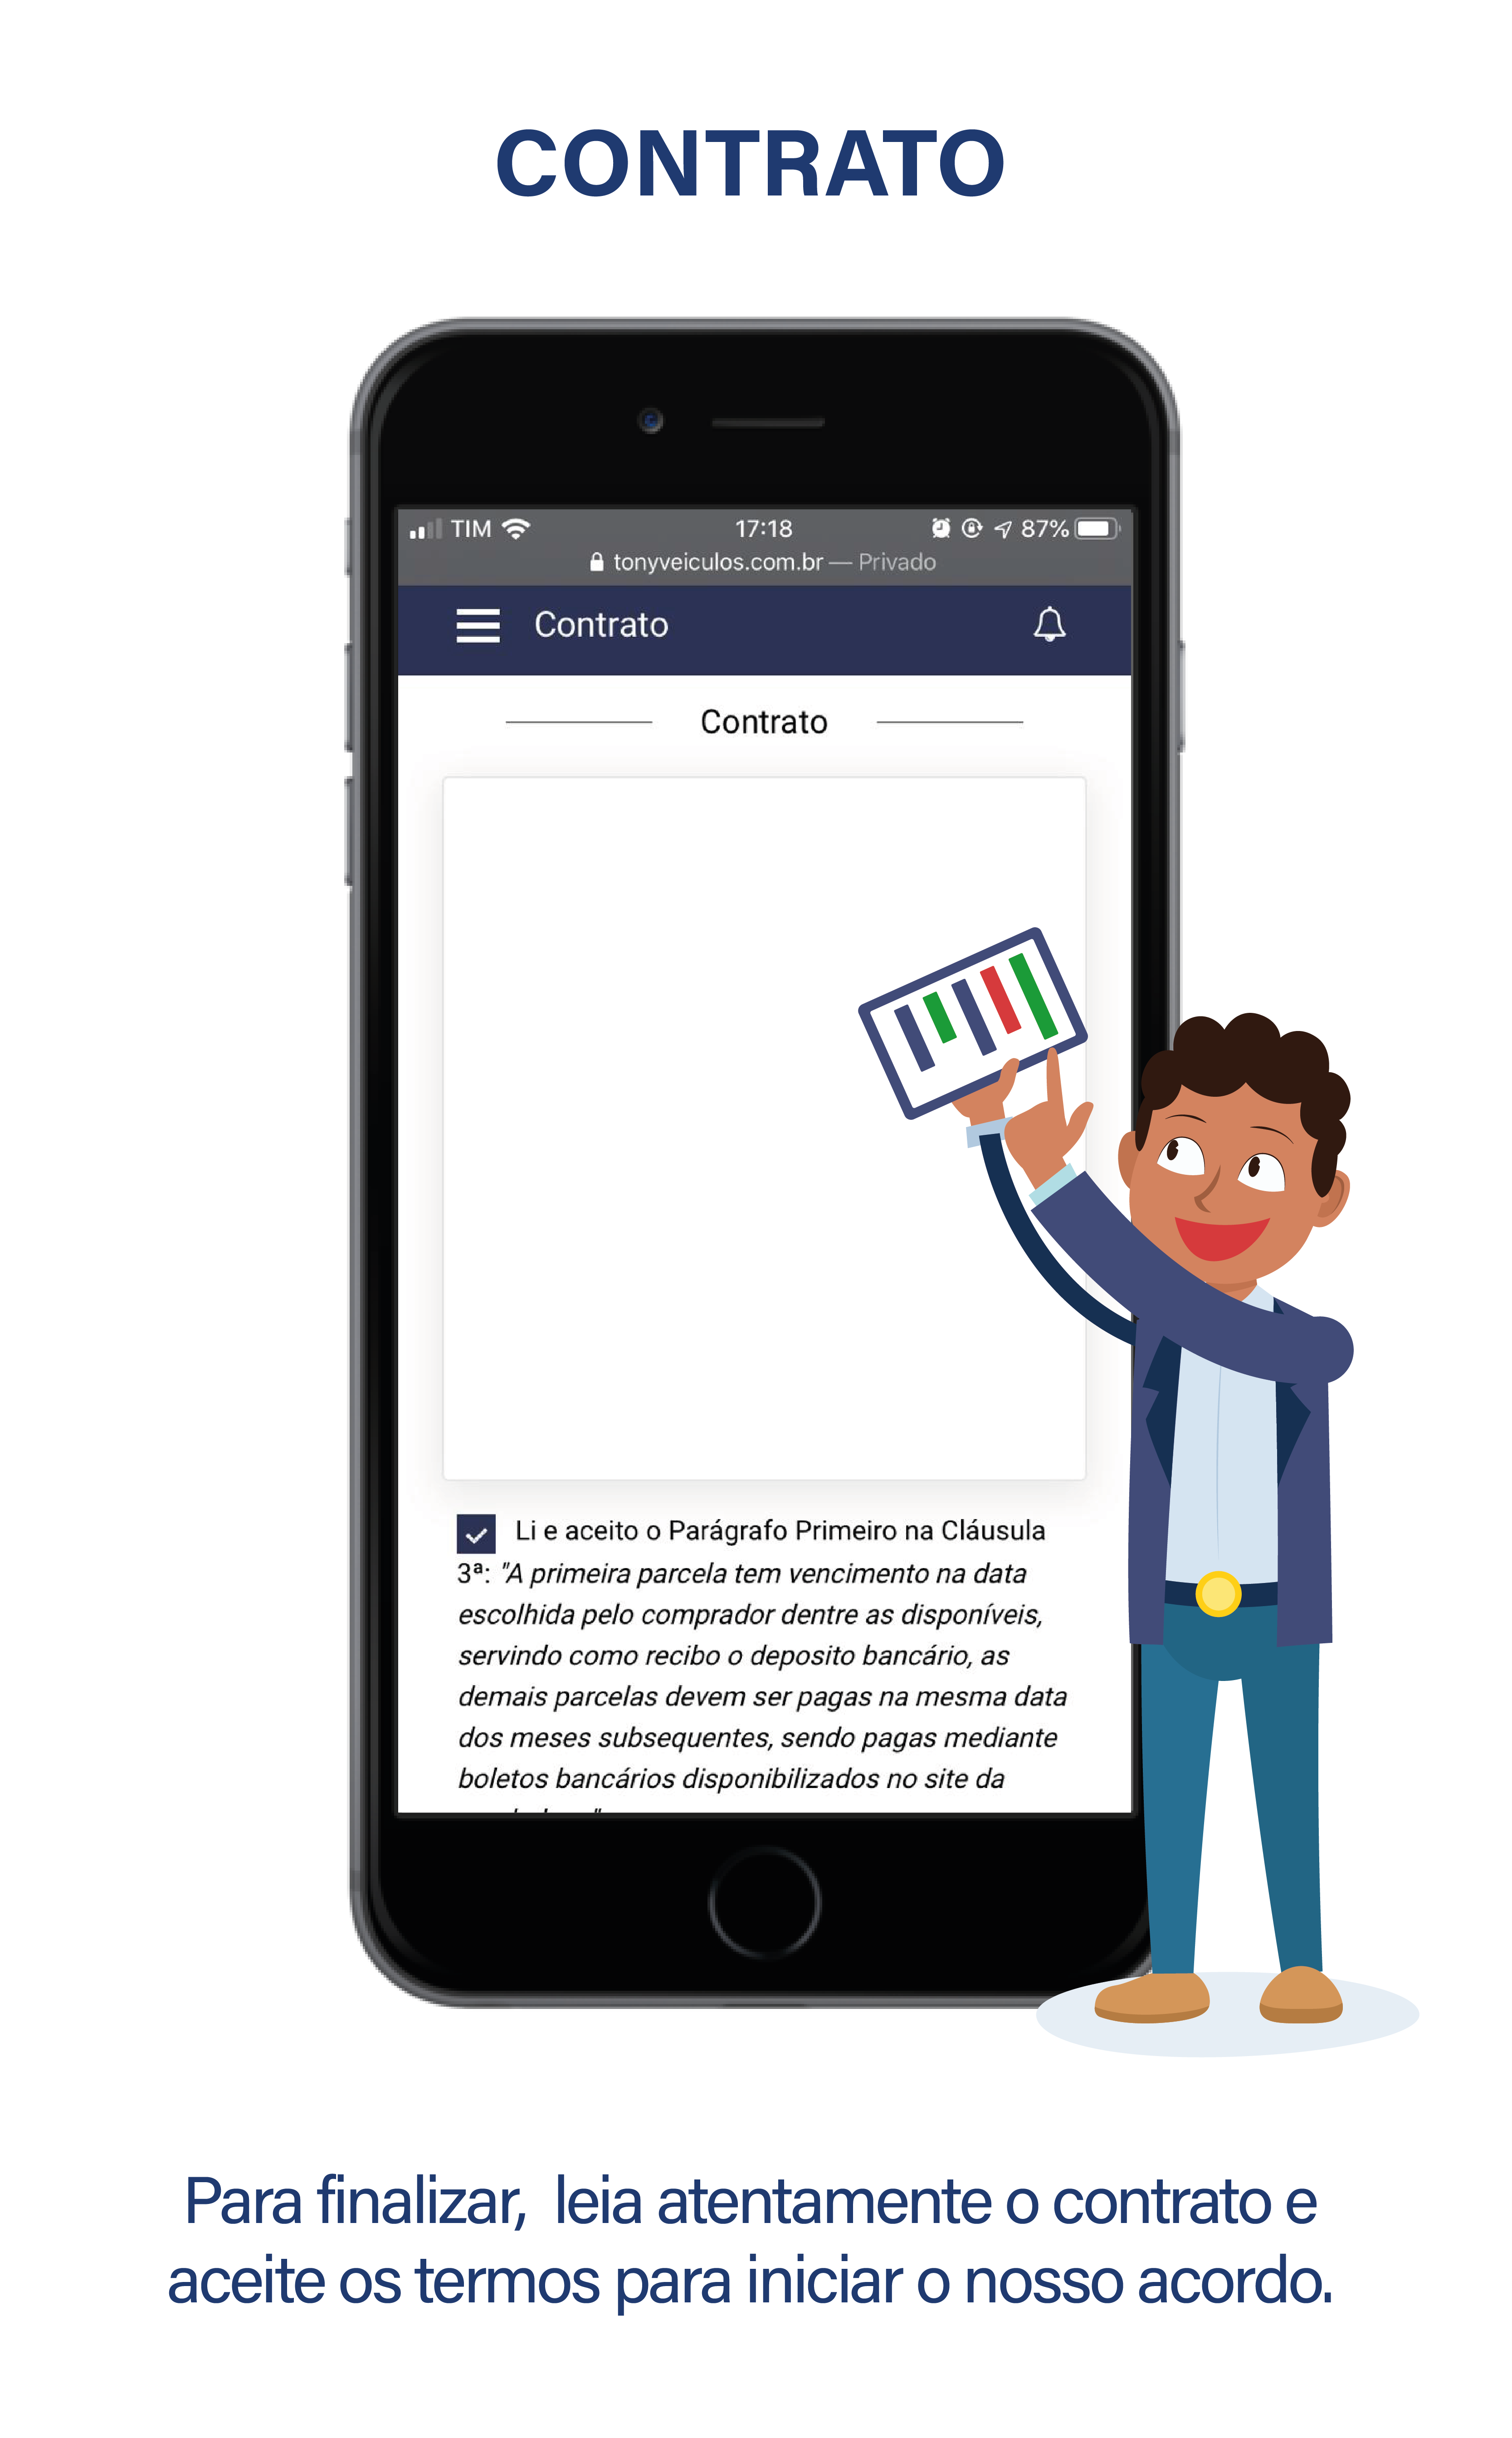 CONTRATO
TIM 17:18 87%
tonyveiculos.com.br — Privado
Contrato
Contrato
Li e aceito o Parágrafo Primeiro na Cláusula
3ª: "A primeira parcela tem vencimento na data
escolhida pelo comprador dentre as disponíveis,
servindo como recibo o deposito bancário, as
demais parcelas devem ser pagas na mesma data
dos meses subsequentes, sendo pagas mediante
boletos bancários disponibilizados no site da
Para finalizar, leia atentamente o contrato e
aceite os termos para iniciar o nosso acordo.